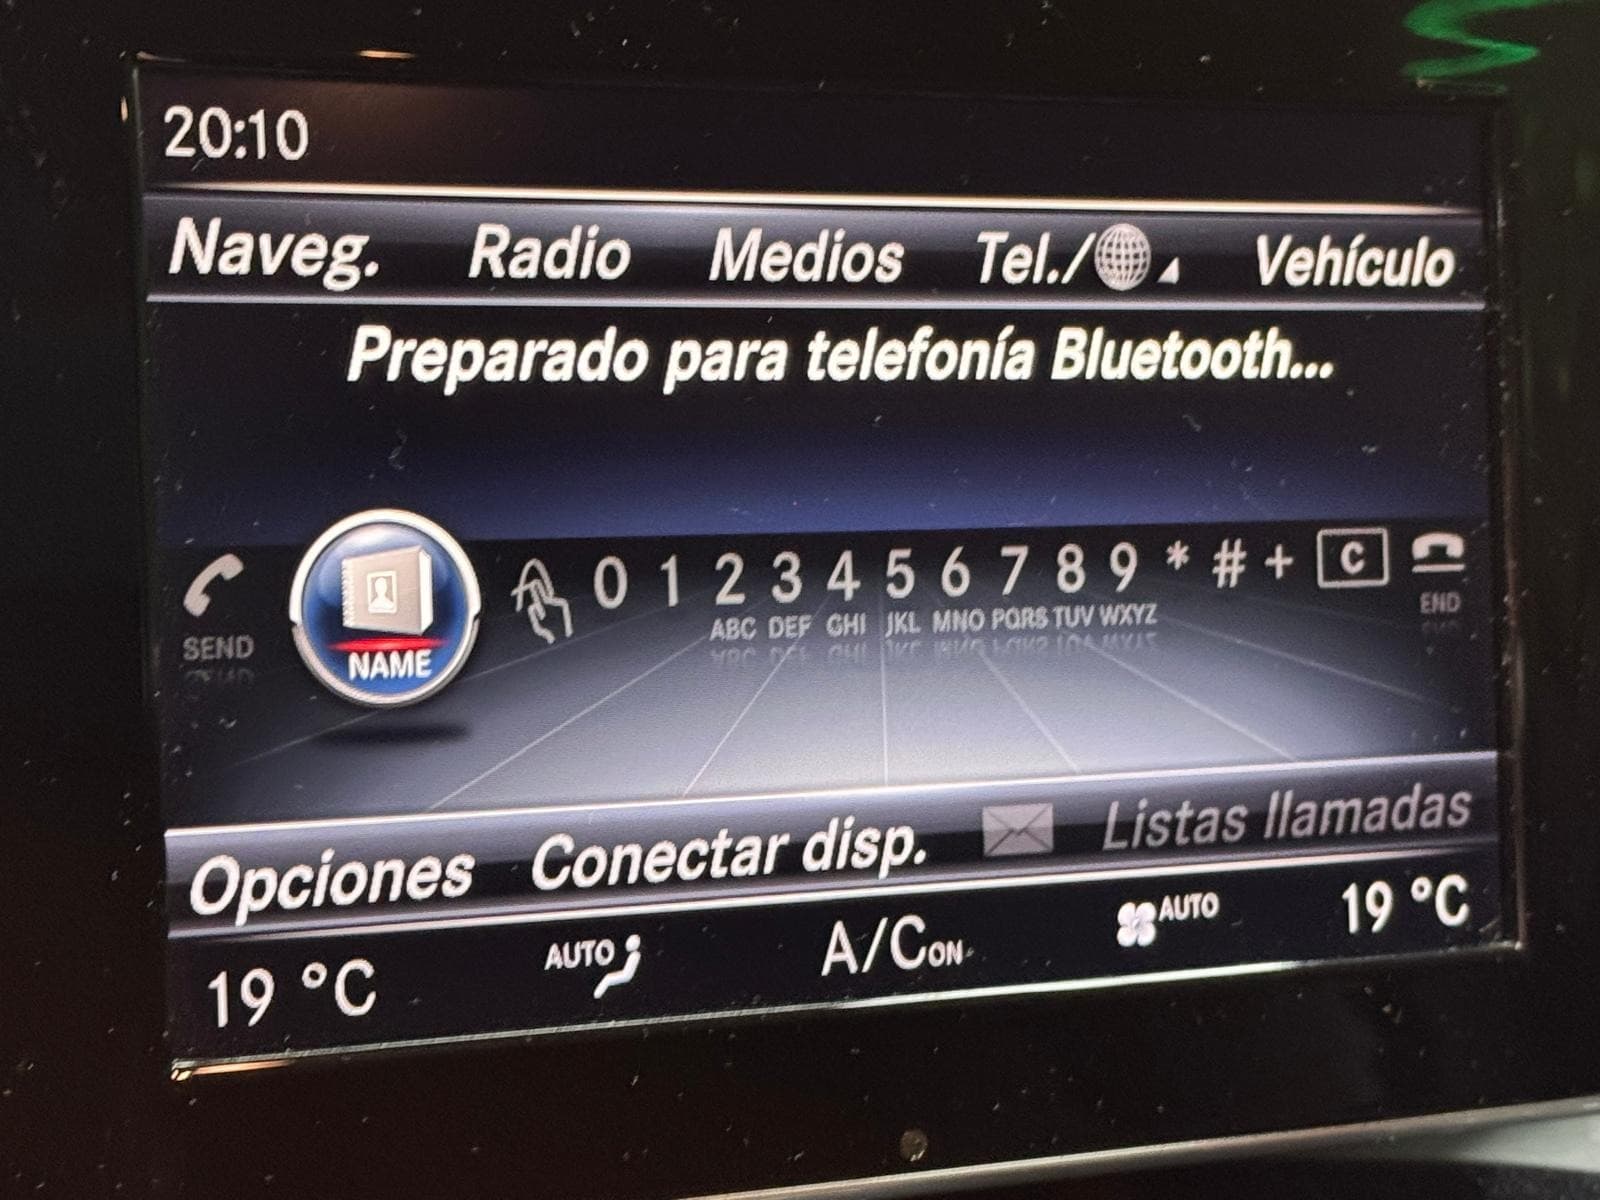 20:10
Naveg. Radio Medios Tel./ Vehículo
Preparado para telefonía Bluetooth...
SEND NAME 0 1 2 3 4 5 6 7 8 9 * # + C END
ABC DEF GHI JKL MNO PQRS TUV WXYZ
Opciones Conectar disp. Listas llamadas
19 °C AUTO A/C ON AUTO 19 °C